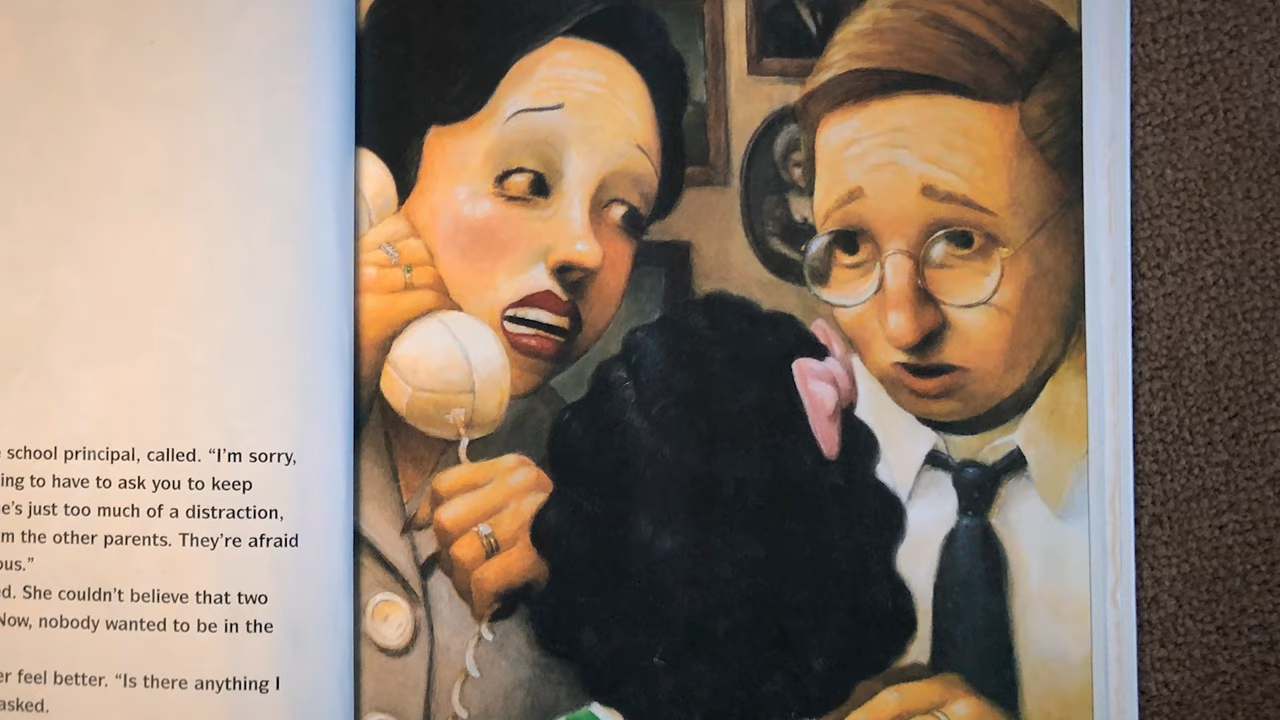 school principal, called. “I’m sorry,
ing to have to ask you to keep
e’s just too much of a distraction,
m the other parents. They’re afraid
ous.”
d. She couldn’t believe that two
Now, nobody wanted to be in the
er feel better. “Is there anything I
asked.